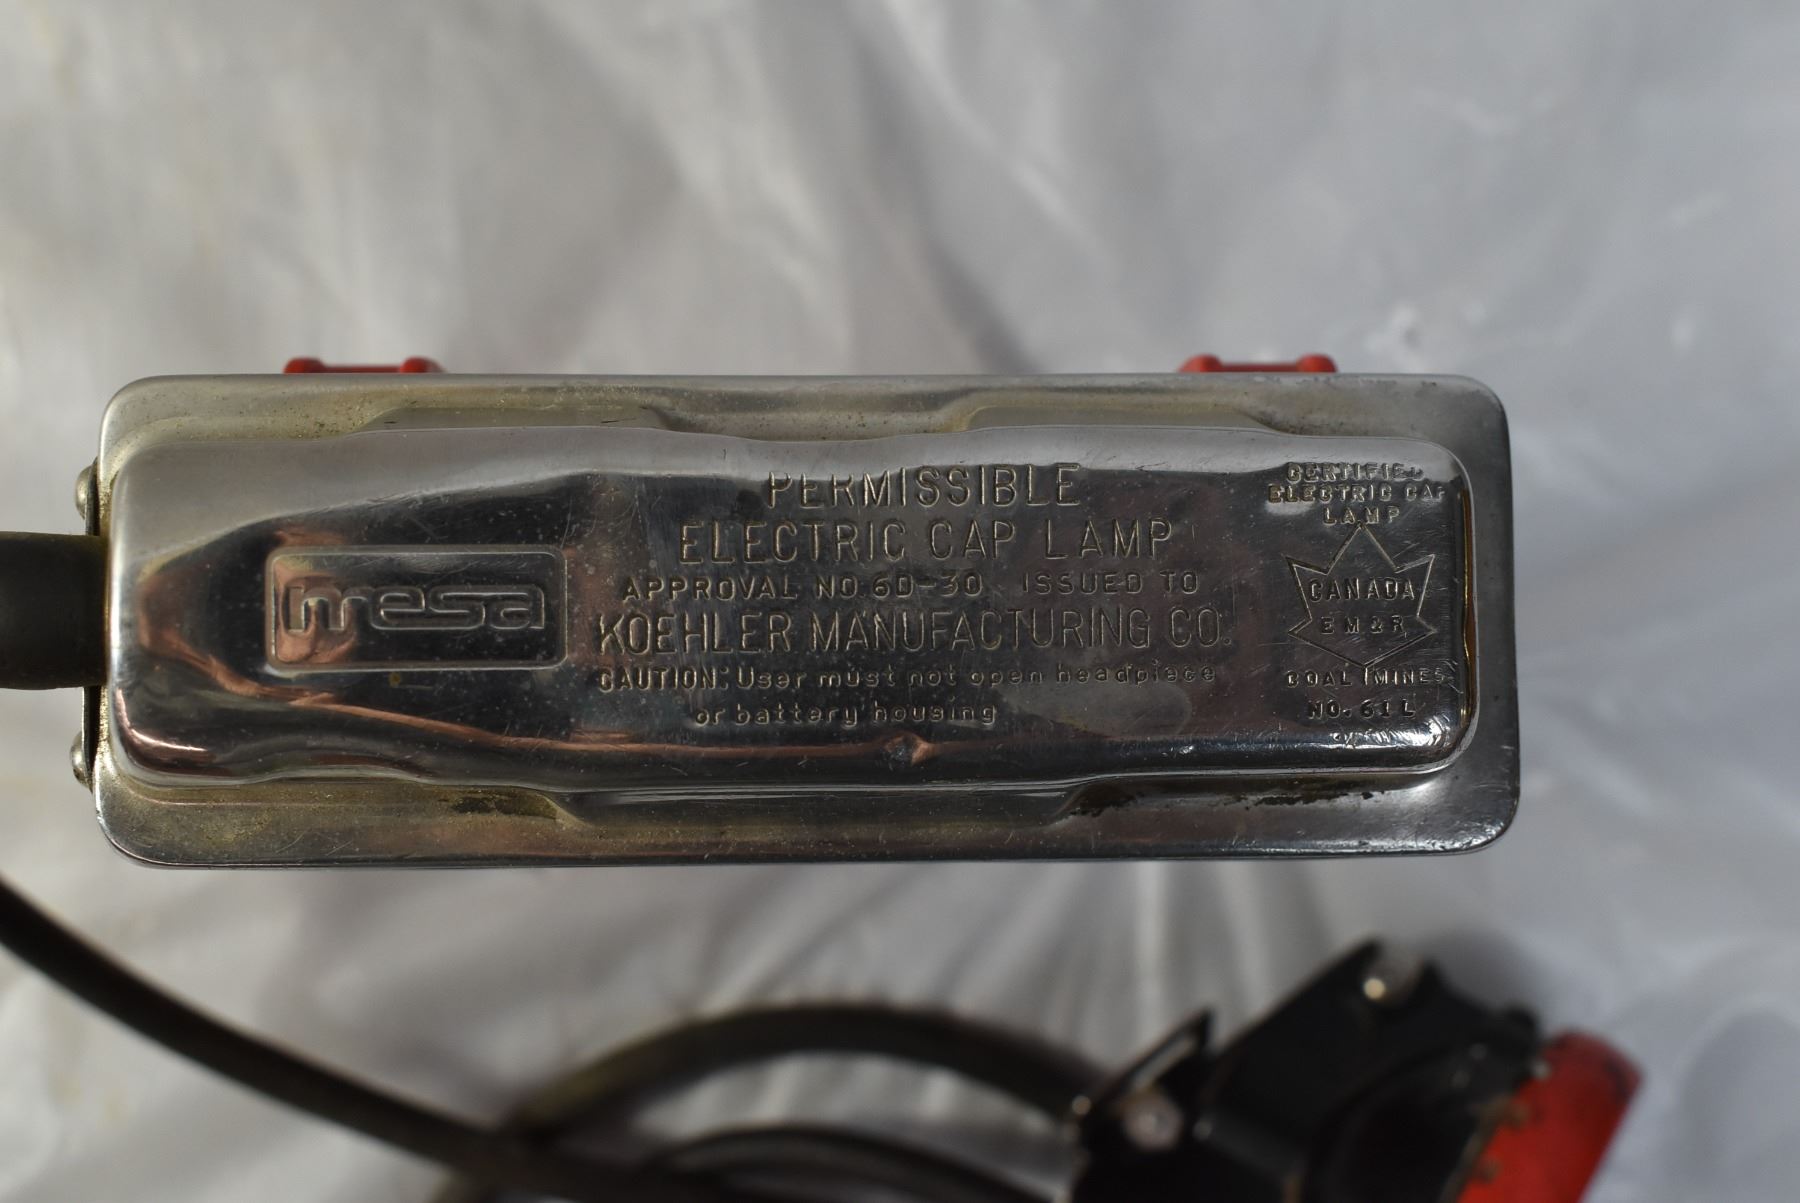 mesa
PERMISSIBLE
ELECTRIC CAP LAMP
APPROVAL NO. 6D-30 ISSUED TO
KOEHLER MANUFACTURING CO.
CAUTION: User must not open headpiece
or battery housing
CERTIFIED
ELECTRIC CAP
LAMP
CANADA
E M & R
COAL MINES
NO. 61 L